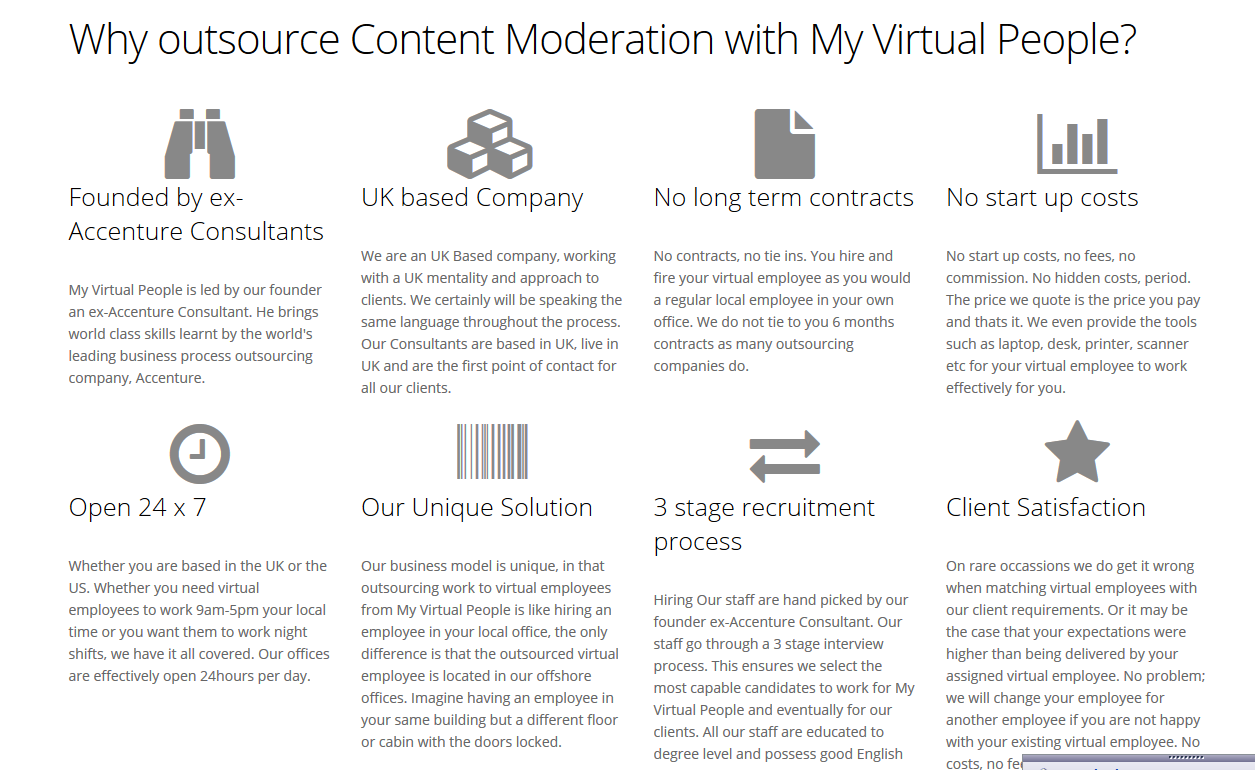 Why outsource Content Moderation with My Virtual People?
Founded by ex-
Accenture Consultants
My Virtual People is led by our founder
an ex-Accenture Consultant. He brings
world class skills learnt by the world's
leading business process outsourcing
company, Accenture.
UK based Company
We are an UK Based company, working
with a UK mentality and approach to
clients. We certainly will be speaking the
same language throughout the process.
Our Consultants are based in UK, live in
UK and are the first point of contact for
all our clients.
No long term contracts
No contracts, no tie ins. You hire and
fire your virtual employee as you would
a regular local employee in your own
office. We do not tie to you 6 months
contracts as many outsourcing
companies do.
No start up costs
No start up costs, no fees, no
commission. No hidden costs, period.
The price we quote is the price you pay
and thats it. We even provide the tools
such as laptop, desk, printer, scanner
etc for your virtual employee to work
effectively for you.
Open 24 x 7
Whether you are based in the UK or the
US. Whether you need virtual
employees to work 9am-5pm your local
time or you want them to work night
shifts, we have it all covered. Our offices
are effectively open 24hours per day.
Our Unique Solution
Our business model is unique, in that
outsourcing work to virtual employees
from My Virtual People is like hiring an
employee in your local office, the only
difference is that the outsourced virtual
employee is located in our offshore
offices. Imagine having an employee in
your same building but a different floor
or cabin with the doors locked.
3 stage recruitment
process
Hiring Our staff are hand picked by our
founder ex-Accenture Consultant. Our
staff go through a 3 stage interview
process. This ensures we select the
most capable candidates to work for My
Virtual People and eventually for our
clients. All our staff are educated to
degree level and possess good English
Client Satisfaction
On rare occassions we do get it wrong
when matching virtual employees with
our client requirements. Or it may be
the case that your expectations were
higher than being delivered by your
assigned virtual employee. No problem;
we will change your employee for
another employee if you are not happy
with your existing virtual employee. No
costs, no